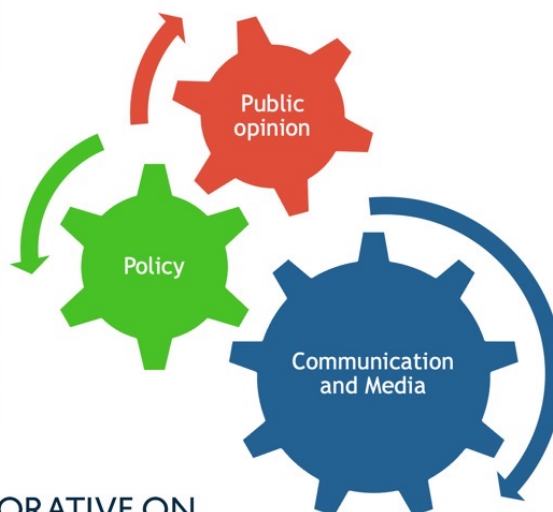 Public
opinion
Policy
Communication
and Media
ORATIVE ON